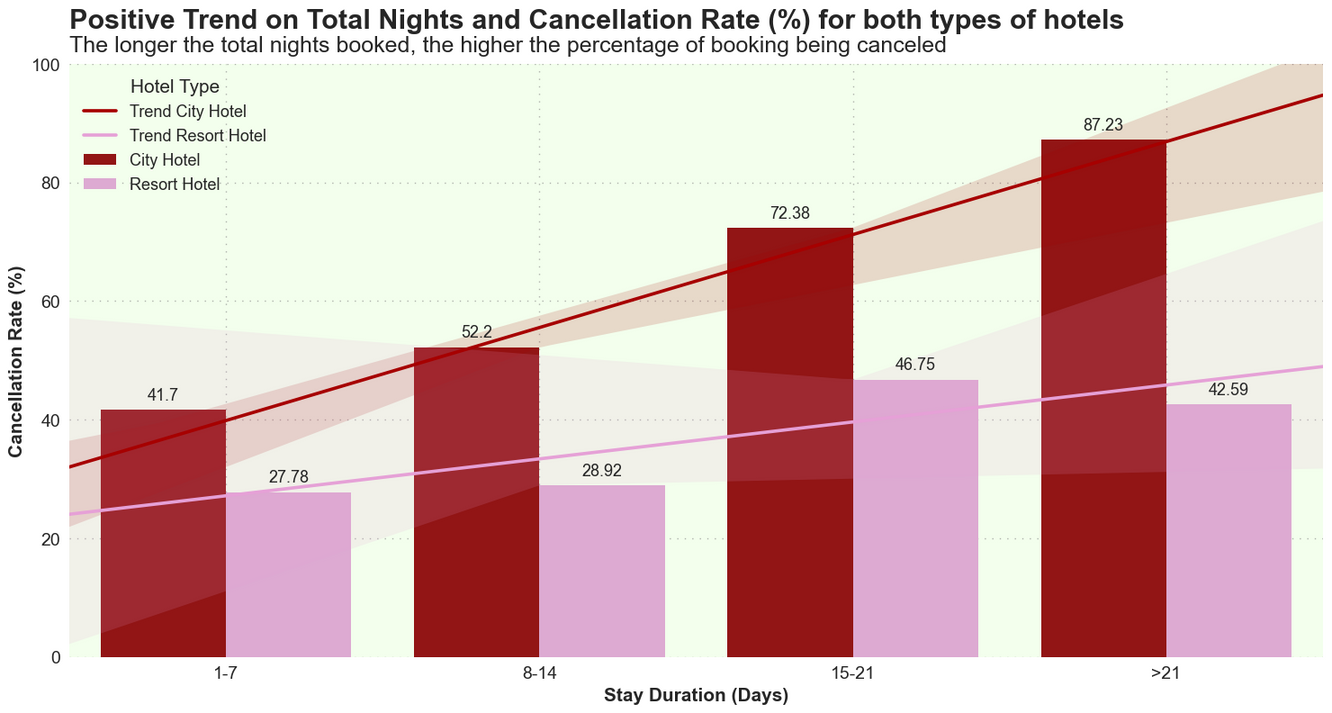 Positive Trend on Total Nights and Cancellation Rate (%) for both types of hotels
The longer the total nights booked, the higher the percentage of booking being canceled
Hotel Type
Trend City Hotel
Trend Resort Hotel
City Hotel
Resort Hotel
Cancellation Rate (%)
100
80
60
40
20
0
41.7
27.78
52.2
28.92
72.38
46.75
87.23
42.59
1-7
8-14
15-21
>21
Stay Duration (Days)